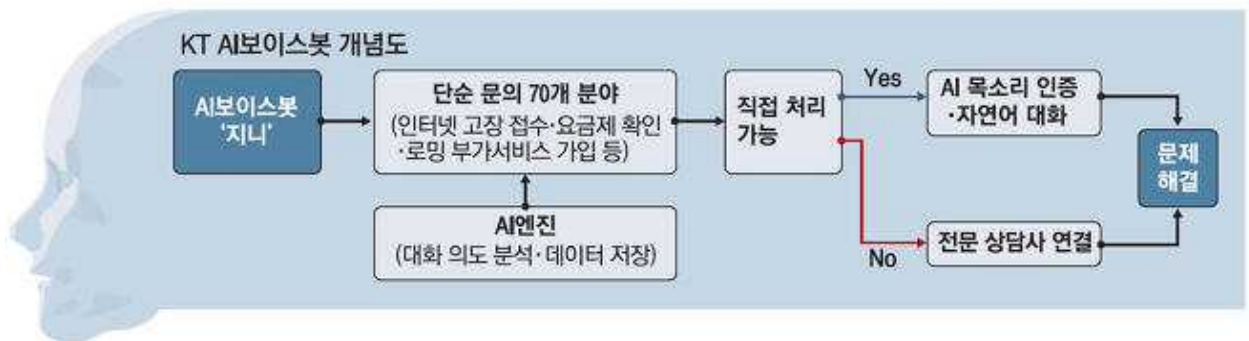 KT AI보이스봇 개념도
AI보이스봇
‘지니’
단순 문의 70개 분야
(인터넷 고장 접수·요금제 확인
·로밍 부가서비스 가입 등)
AI엔진
(대화 의도 분석·데이터 저장)
직접 처리
가능
Yes
AI 목소리 인증
·자연어 대화
No
전문 상담사 연결
문제
해결